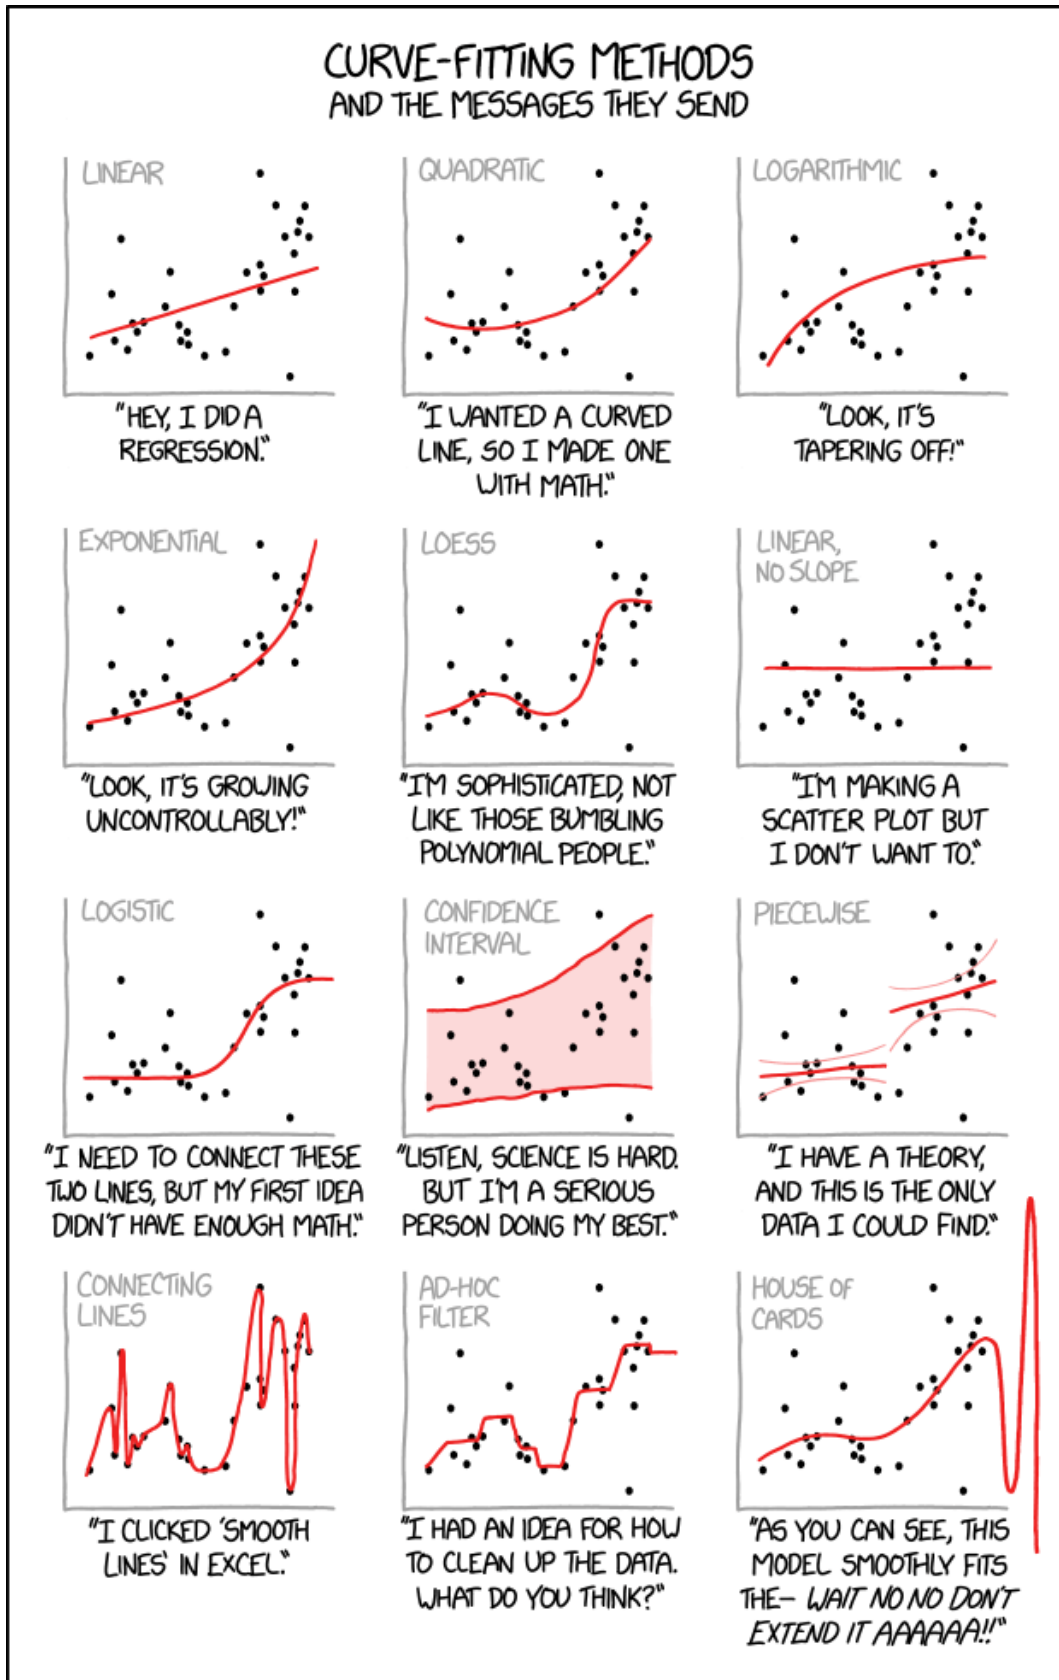 CURVE-FITTING METHODS
AND THE MESSAGES THEY SEND
LINEAR
"HEY, I DID A
REGRESSION."
QUADRATIC
"I WANTED A CURVED
LINE, SO I MADE ONE
WITH MATH."
LOGARITHMIC
"LOOK, IT'S
TAPERING OFF!"
EXPONENTIAL
"LOOK, IT'S GROWING
UNCONTROLLABLY!"
LOESS
"I'M SOPHISTICATED, NOT
LIKE THOSE BUMBLING
POLYNOMIAL PEOPLE."
LINEAR,
NO SLOPE
"I'M MAKING A
SCATTER PLOT BUT
I DON'T WANT TO."
LOGISTIC
"I NEED TO CONNECT THESE
TWO LINES, BUT MY FIRST IDEA
DIDN'T HAVE ENOUGH MATH."
CONFIDENCE
INTERVAL
"LISTEN, SCIENCE IS HARD.
BUT I'M A SERIOUS
PERSON DOING MY BEST."
PIECEWISE
"I HAVE A THEORY,
AND THIS IS THE ONLY
DATA I COULD FIND."
CONNECTING
LINES
"I CLICKED 'SMOOTH
LINES' IN EXCEL."
AD-HOC
FILTER
"I HAD AN IDEA FOR HOW
TO CLEAN UP THE DATA.
WHAT DO YOU THINK?"
HOUSE OF
CARDS
"AS YOU CAN SEE, THIS
MODEL SMOOTHLY FITS
THE- WAIT NO NO DON'T
EXTEND IT AAAAAA!!"